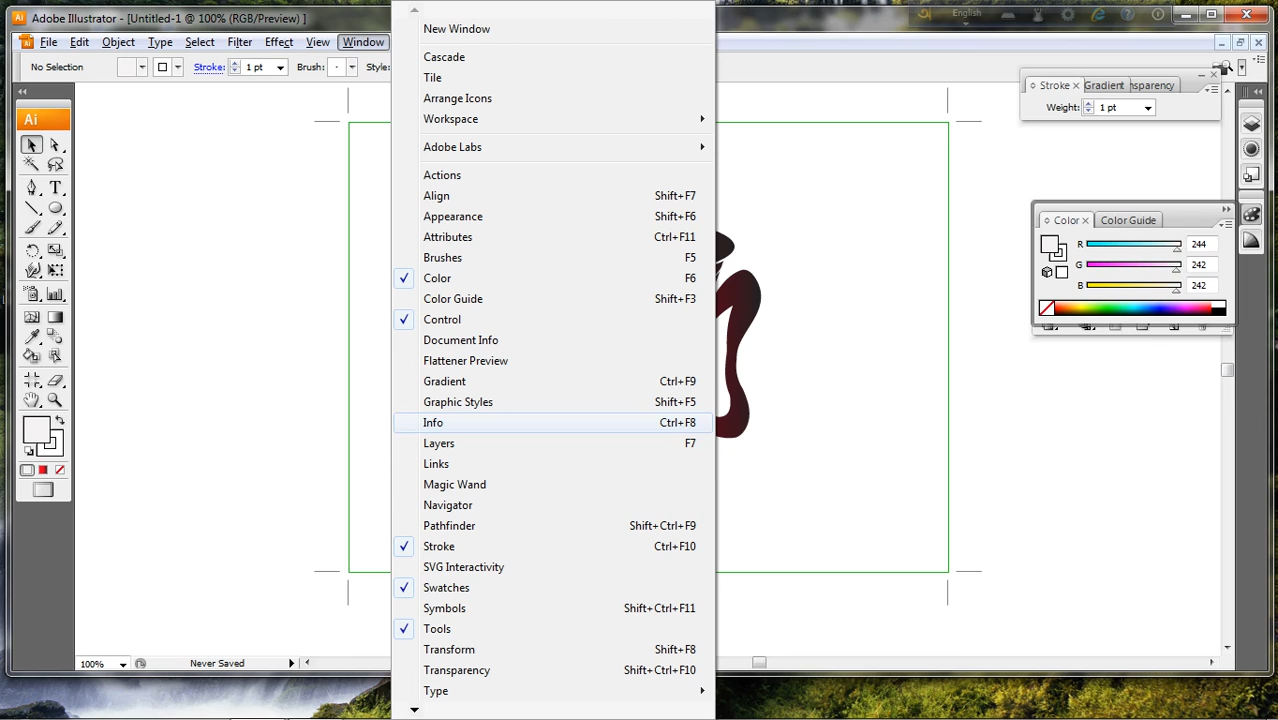 Adobe Illustrator - [Untitled-1 @ 100% (RGB/Preview) ]
English
File Edit Object Type Select Filter Effect View Window
No Selection Stroke: 1 pt Brush: Style:
Ai
New Window
Cascade
Tile
Arrange Icons
Workspace
Adobe Labs
Actions
Align Shift+F7
Appearance Shift+F6
Attributes Ctrl+F11
Brushes F5
Color F6
Color Guide Shift+F3
Control
Document Info
Flattener Preview
Gradient Ctrl+F9
Graphic Styles Shift+F5
Info Ctrl+F8
Layers F7
Links
Magic Wand
Navigator
Pathfinder Shift+Ctrl+F9
Stroke Ctrl+F10
SVG Interactivity
Swatches
Symbols Shift+Ctrl+F11
Tools
Transform Shift+F8
Transparency Shift+Ctrl+F10
Type
Stroke Gradient nsparency
Weight: 1 pt
Color Color Guide
R 244
G 242
B 242
100% Never Saved